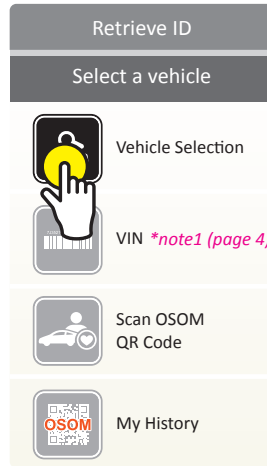 Retrieve ID
Select a vehicle
Vehicle Selection
VIN *note1 (page 4)
Scan OSOM
QR Code
OSOM
My History